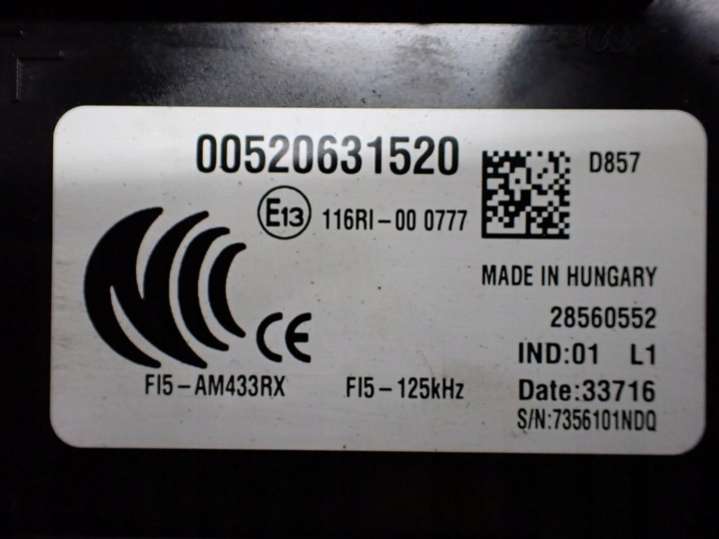 00520631520
D857
E13 116RI-00 0777
MADE IN HUNGARY
28560552
CE
IND:01 L1
FI5-AM433RX FI5-125kHz
Date:33716
S/N:7356101NDQ